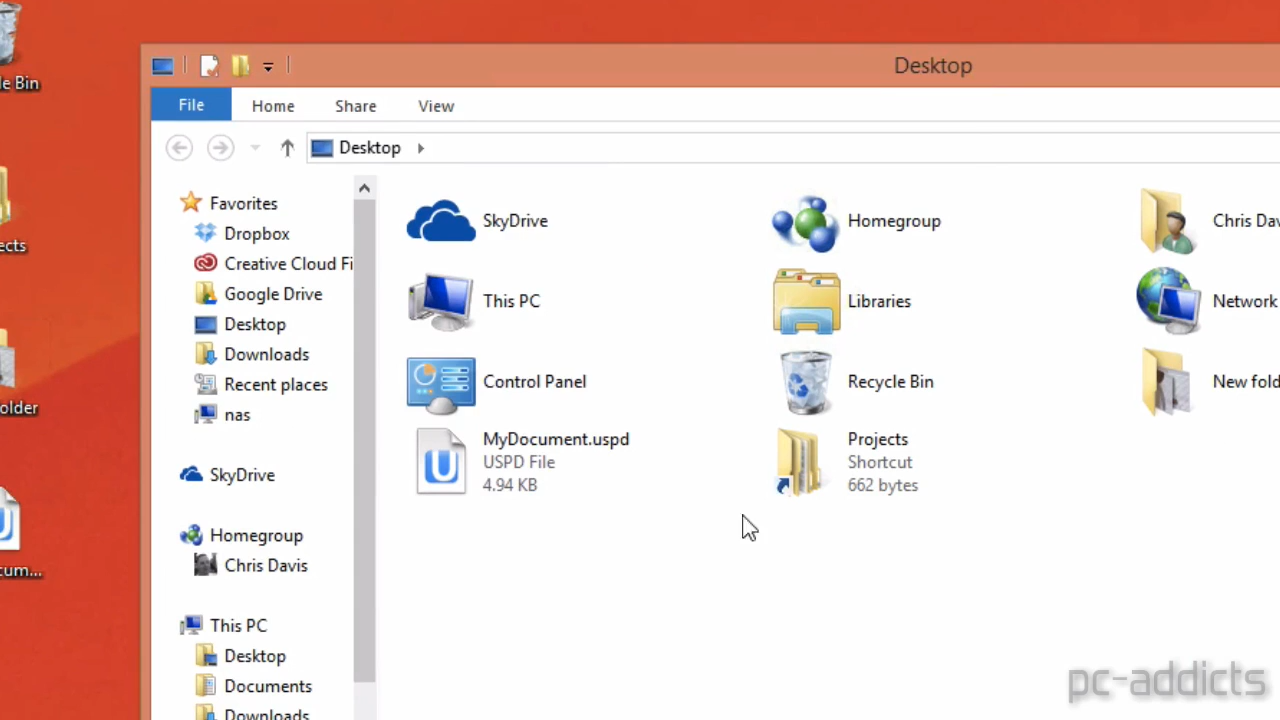 le Bin
ects
older
cum...
Desktop
File Home Share View
Desktop
Favorites
Dropbox
Creative Cloud Fi
Google Drive
Desktop
Downloads
Recent places
nas
SkyDrive
Homegroup
Chris Davis
This PC
Desktop
Documents
Downloads
SkyDrive
Homegroup
Chris Dav
This PC
Libraries
Network
Control Panel
Recycle Bin
New fold
MyDocument.uspd
USPD File
4.94 KB
Projects
Shortcut
662 bytes
pc-addicts